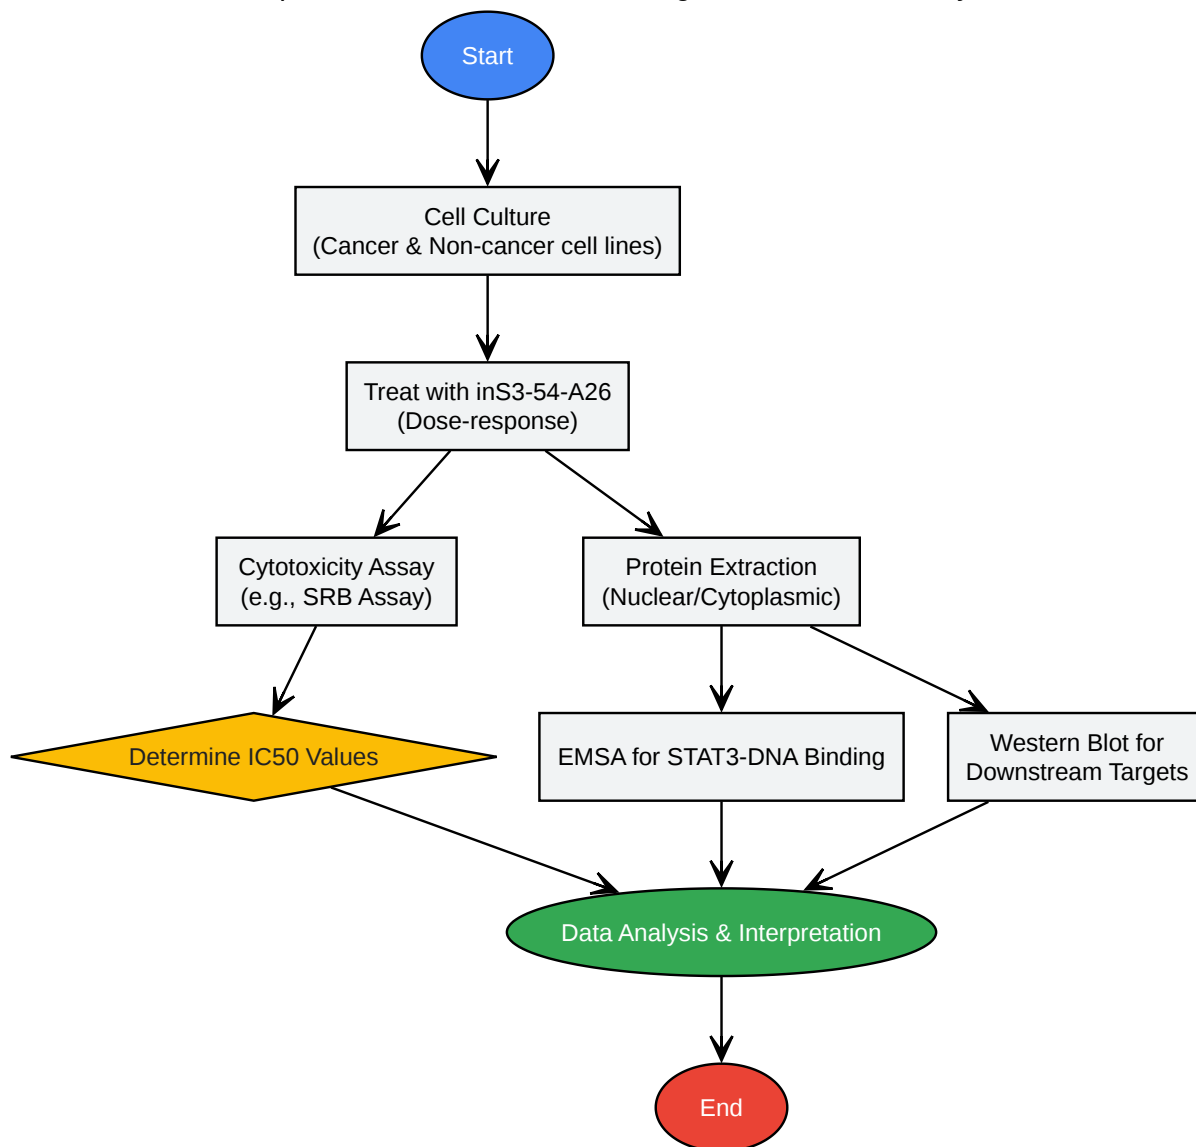 Start
Cell Culture
(Cancer & Non-cancer cell lines)
Treat with inS3-54-A26
(Dose-response)
Cytotoxicity Assay
(e.g., SRB Assay)
Protein Extraction
(Nuclear/Cytoplasmic)
Determine IC50 Values
EMSA for STAT3-DNA Binding
Western Blot for
Downstream Targets
Data Analysis & Interpretation
End